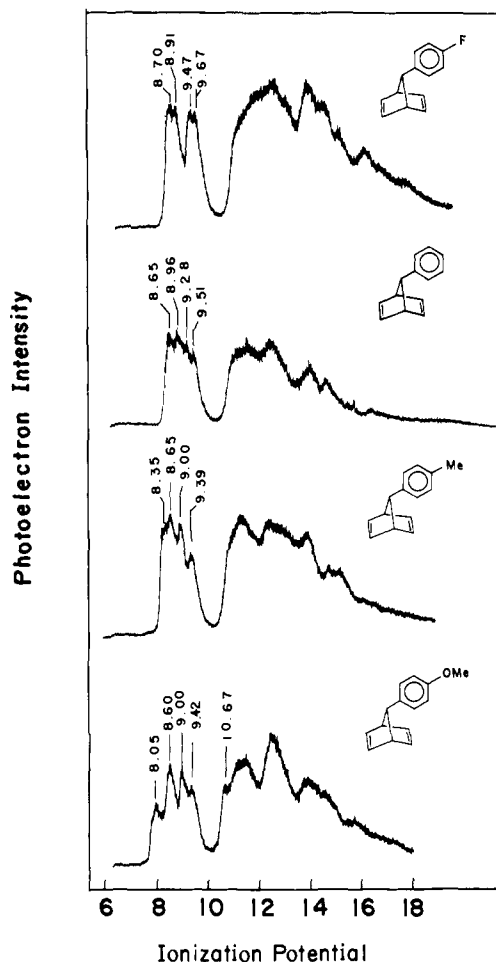 F
8.70
8.91
9.47
9.67
8.65
8.96
9.28
9.51
Me
8.35
8.65
9.00
9.39
OMe
8.05
8.60
9.00
9.42
10.67
Photoelectron Intensity
6 8 10 12 14 16 18
Ionization Potential